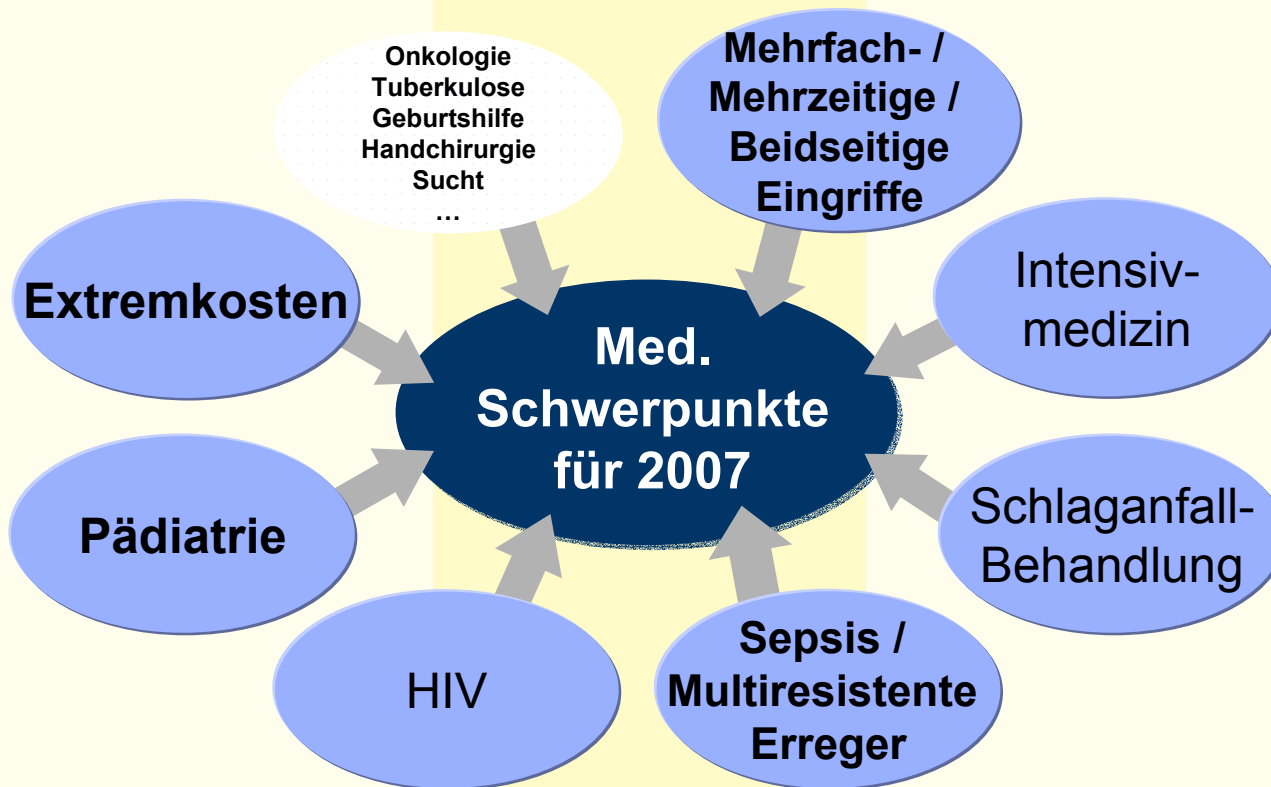 Onkologie
Tuberkulose
Geburtshilfe
Handchirurgie
Sucht
…
Mehrfach- /
Mehrzeitige /
Beidseitige
Eingriffe
Extremkosten
Intensiv-
medizin
Med.
Schwerpunkte
für 2007
Pädiatrie
Schlaganfall-
Behandlung
HIV
Sepsis /
Multiresistente
Erreger